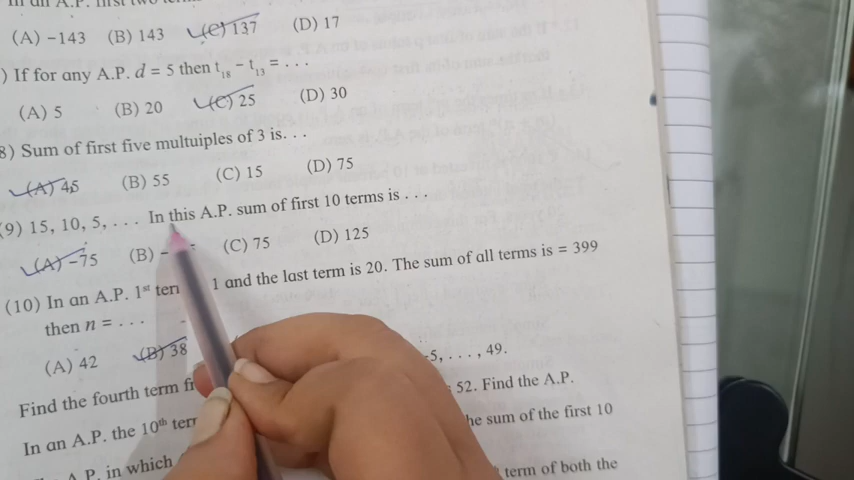 (A) -143 (B) 143 (C) 137 (D) 17
) If for any A.P. d = 5 then t18 - t13 = . . .
(A) 5 (B) 20 (C) 25 (D) 30
8) Sum of first five multuiples of 3 is. . .
(A) 45 (B) 55 (C) 15 (D) 75
(9) 15, 10, 5, . . . In this A.P. sum of first 10 terms is . . .
(A) -75 (B) - (C) 75 (D) 125
(10) In an A.P. 1st 1 and the last term is 20. The sum of all terms is = 399
then n = . . .
(A) 42 (B) 38
-5, . . . , 49.
Find the fourth term
52. Find the A.P.
In an A.P. the 10th
the sum of the first 10
A.P. in which
term of both the